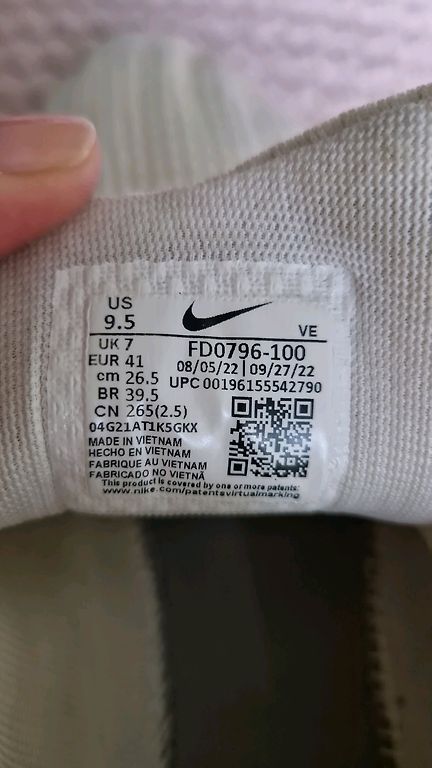 US
9.5
VE
UK 7
EUR 41
cm 26.5
BR 39.5
CN 265(2.5)
FD0796-100
08/05/22 | 09/27/22
UPC 00196155542790
04G21AT1K5GKX
MADE IN VIETNAM
HECHO EN VIETNAM
FABRIQUE AU VIETNAM
FABRICADO NO VIETNÃ
This product is covered by one or more patents:
www.nike.com/patentsvirtualmarking